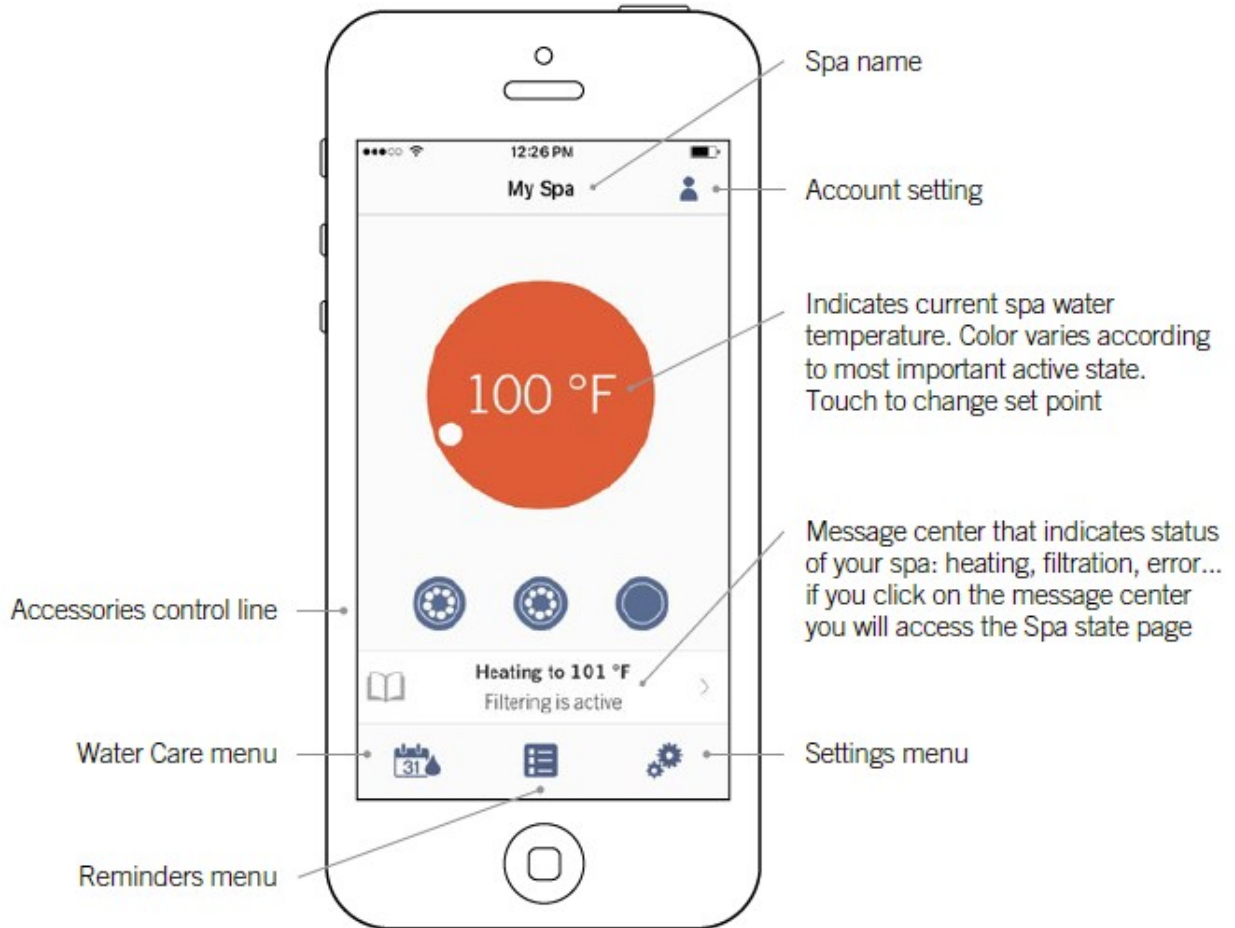 Spa name
12:26 PM
My Spa
Account setting
Indicates current spa water
temperature. Color varies according
to most important active state.
Touch to change set point
100 °F
Message center that indicates status
of your spa: heating, filtration, error...
if you click on the message center
you will access the Spa state page
Accessories control line
Heating to 101 °F
Filtering is active
Water Care menu
31
Settings menu
Reminders menu